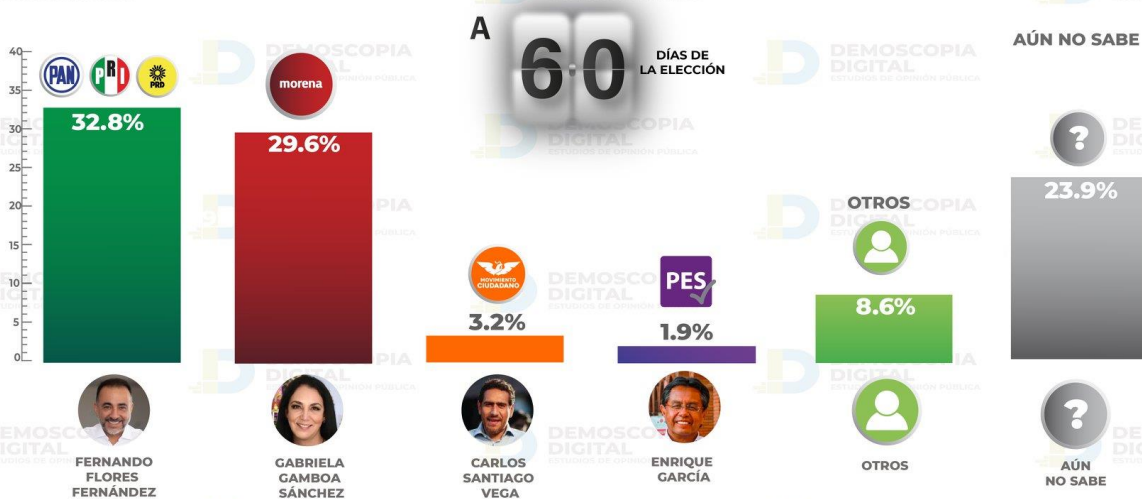 A
60
DÍAS DE
LA ELECCIÓN
AÚN NO SABE
40
35
30
25
20
15
10
5
0
PAN
PRI
PRD
32.8%
morena
29.6%
MOVIMIENTO
CIUDADANO
3.2%
PES
1.9%
OTROS
8.6%
?
23.9%
FERNANDO
FLORES
FERNÁNDEZ
GABRIELA
GAMBOA
SÁNCHEZ
CARLOS
SANTIAGO
VEGA
ENRIQUE
GARCÍA
OTROS
?
AÚN
NO SABE
DEMOSCOPIA
DIGITAL
ESTUDIOS DE OPINIÓN PÚBLICA